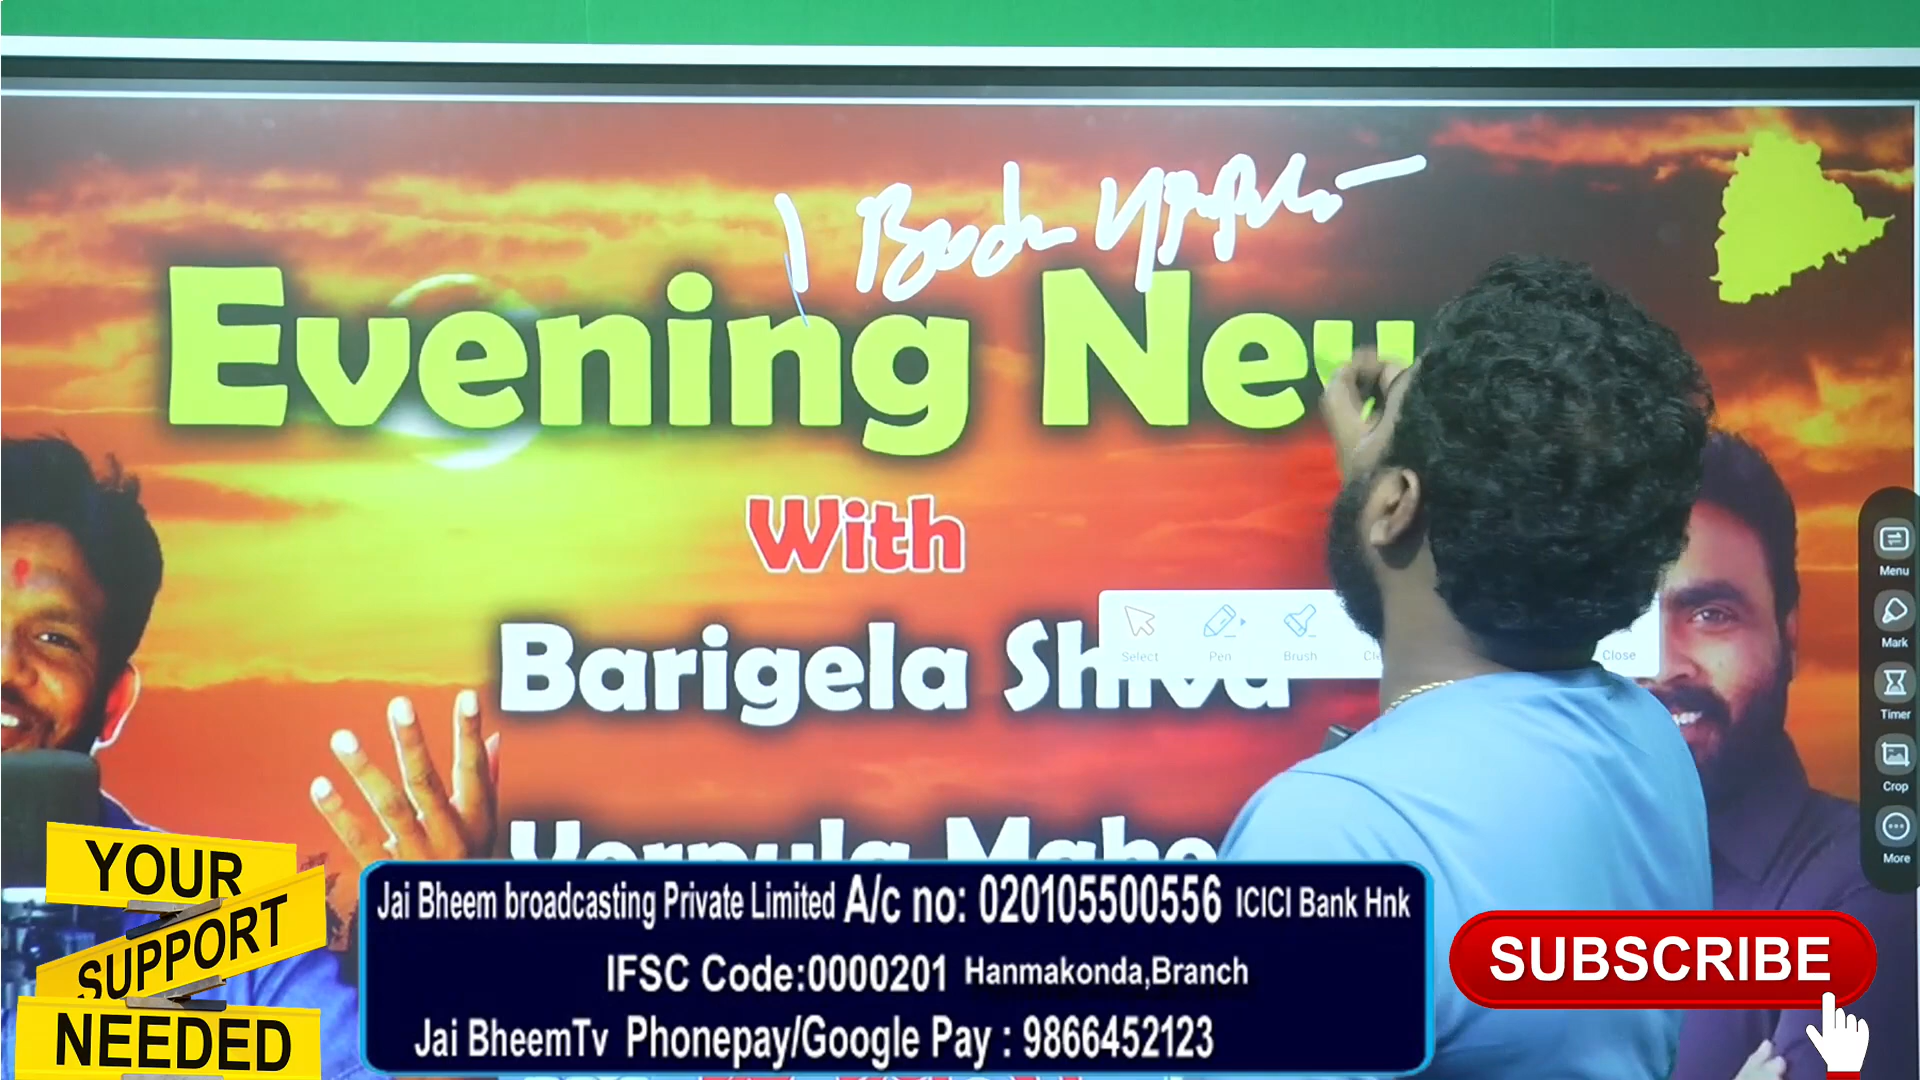 Evening New
With
Barigela Shiva
Select Pen Brush Close
Menu
Mark
Timer
Crop
More
YOUR
SUPPORT
NEEDED
Jai Bheem broadcasting Private Limited A/c no: 020105500556 ICICI Bank Hnk
IFSC Code:0000201 Hanmakonda,Branch
Jai BheemTv Phonepay/Google Pay : 9866452123
SUBSCRIBE